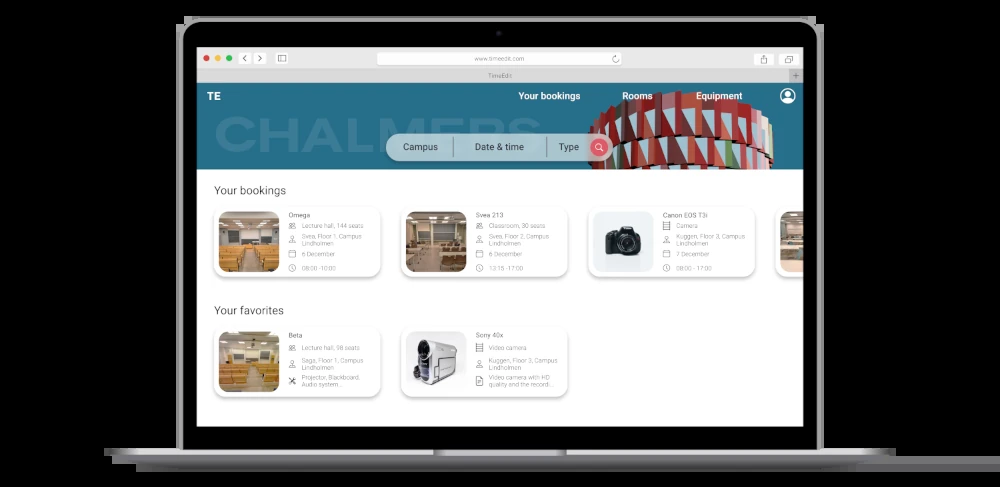 www.timeedit.com
TimeEdit
TE
Your bookings
Rooms
Equipment
CHALMERS
Campus
Date & time
Type
Your bookings
Omega
Lecture hall, 144 seats
Svea, Floor 1, Campus
Lindholmen
6 December
08:00 - 10:00
Svea 213
Classroom, 30 seats
Svea, Floor 2, Campus
Lindholmen
6 December
13:15 - 17:00
Canon EOS T3i
Camera
Kuggen, Floor 3, Campus
Lindholmen
7 December
08:00 - 17:00
Your favorites
Beta
Lecture hall, 98 seats
Saga, Floor 1, Campus
Lindholmen
Projector, Blackboard,
Audio system...
Sony 40x
Video camera
Kuggen, Floor 3, Campus
Lindholmen
Video camera with HD
quality and the recordi...